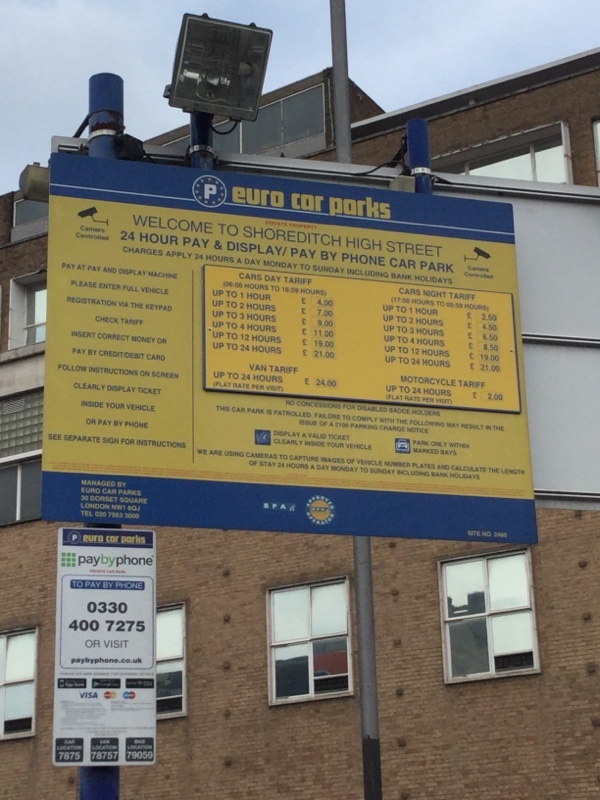 P euro car parks
PRIVATE PROPERTY
Camera
Controlled
WELCOME TO SHOREDITCH HIGH STREET
24 HOUR PAY & DISPLAY/ PAY BY PHONE CAR PARK
CHARGES APPLY 24 HOURS A DAY MONDAY TO SUNDAY INCLUDING BANK HOLIDAYS
Camera
Controlled
PAY AT PAY AND DISPLAY MACHINE
PLEASE ENTER FULL VEHICLE
REGISTRATION VIA THE KEYPAD
CHECK TARIFF
INSERT CORRECT MONEY OR
PAY BY CREDIT/DEBIT CARD
FOLLOW INSTRUCTIONS ON SCREEN
CLEARLY DISPLAY TICKET
INSIDE YOUR VEHICLE
OR PAY BY PHONE
SEE SEPARATE SIGN FOR INSTRUCTIONS
CARS DAY TARIFF
(06:00 HOURS TO 16:59 HOURS)
UP TO 1 HOUR £ 4.00
UP TO 2 HOURS £ 7.00
UP TO 3 HOURS £ 9.00
UP TO 4 HOURS £ 11.00
UP TO 12 HOURS £ 19.00
UP TO 24 HOURS £ 21.00
VAN TARIFF
UP TO 24 HOURS £ 24.00
(FLAT RATE PER VISIT)
CARS NIGHT TARIFF
(17:00 HOURS TO 05:59 HOURS)
UP TO 1 HOUR £ 2.50
UP TO 2 HOURS £ 4.50
UP TO 3 HOURS £ 6.50
UP TO 4 HOURS £ 8.50
UP TO 12 HOURS £ 19.00
UP TO 24 HOURS £ 21.00
MOTORCYCLE TARIFF
UP TO 24 HOURS £ 2.00
(FLAT RATE PER VISIT)
NO CONCESSIONS FOR DISABLED BADGE HOLDERS
THIS CAR PARK IS PATROLLED. FAILURE TO COMPLY WITH THE FOLLOWING MAY RESULT IN THE
ISSUE OF A £100 PARKING CHARGE NOTICE
DISPLAY A VALID TICKET
CLEARLY INSIDE YOUR VEHICLE
PARK ONLY WITHIN
MARKED BAYS
WE ARE USING CAMERAS TO CAPTURE IMAGES OF VEHICLE NUMBER PLATES AND CALCULATE THE LENGTH
OF STAY 24 HOURS A DAY MONDAY TO SUNDAY INCLUDING BANK HOLIDAYS
MANAGED BY
EURO CAR PARKS
30 DORSET SQUARE
LONDON NW1 6QJ
TEL 020 7563 3000
BPA
SITE NO. 2460
P euro car parks
paybyphone
TO PAY BY PHONE
0330
400 7275
OR VISIT
paybyphone.co.uk
VISA
CAR
LOCATION
7875
VAN
LOCATION
78757
BIKE
LOCATION
79059